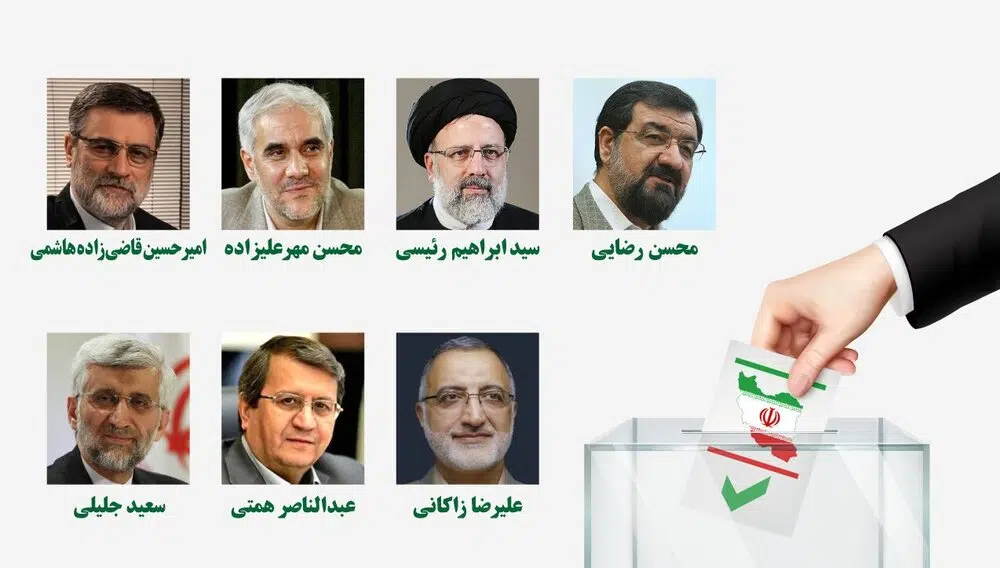 محسن رضایی
سید ابراهیم رئیسی
محسن مهرعلیزاده
امیرحسین قاضی‌زاده هاشمی
علیرضا زاکانی
عبدالناصر همتی
سعید جلیلی